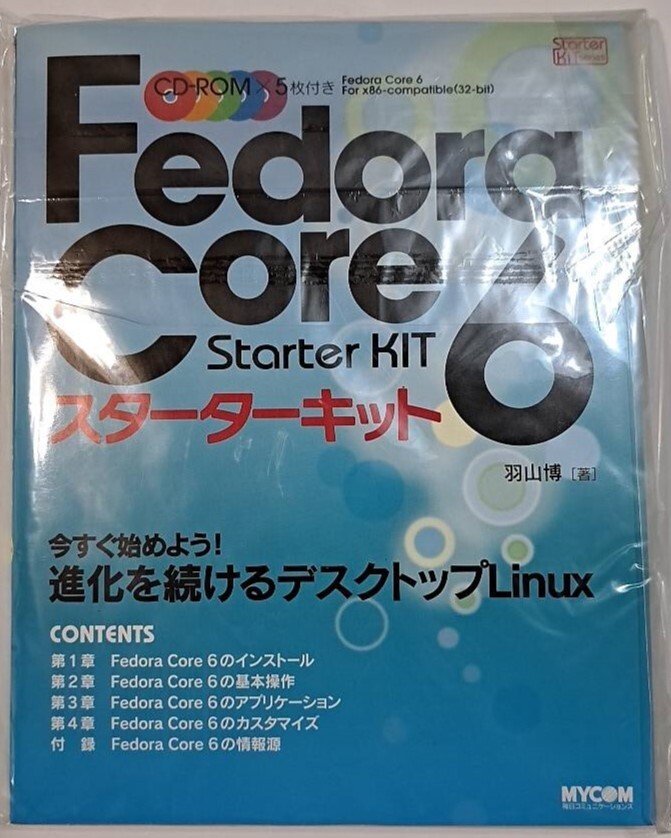 Starter
Kit series
CD-ROM×5枚付き
Fedora Core 6
For x86-compatible(32-bit)
Fedora
Core 6
Starter KIT
スターターキット
羽山博 [著]
今すぐ始めよう!
進化を続けるデスクトップLinux
CONTENTS
第1章 Fedora Core 6のインストール
第2章 Fedora Core 6の基本操作
第3章 Fedora Core 6のアプリケーション
第4章 Fedora Core 6のカスタマイズ
付 録 Fedora Core 6の情報源
MYCOM
毎日コミュニケーションズ